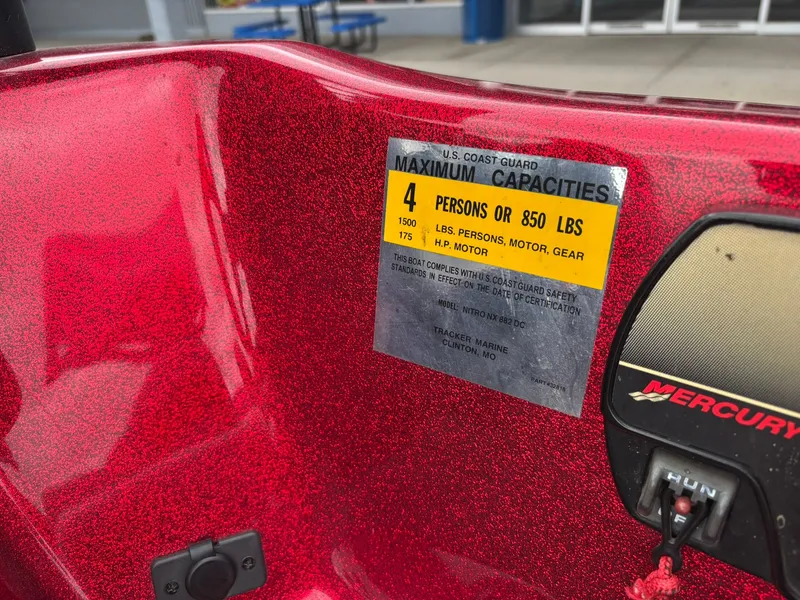 U.S. COAST GUARD
MAXIMUM CAPACITIES
4 PERSONS OR 850 LBS
1500 LBS. PERSONS, MOTOR, GEAR
175 H.P. MOTOR
THIS BOAT COMPLIES WITH U.S. COAST GUARD SAFETY
STANDARDS IN EFFECT ON THE DATE OF CERTIFICATION
MODEL NITRO NX 882 DC
TRACKER MARINE
CLINTON, MO
MERCURY